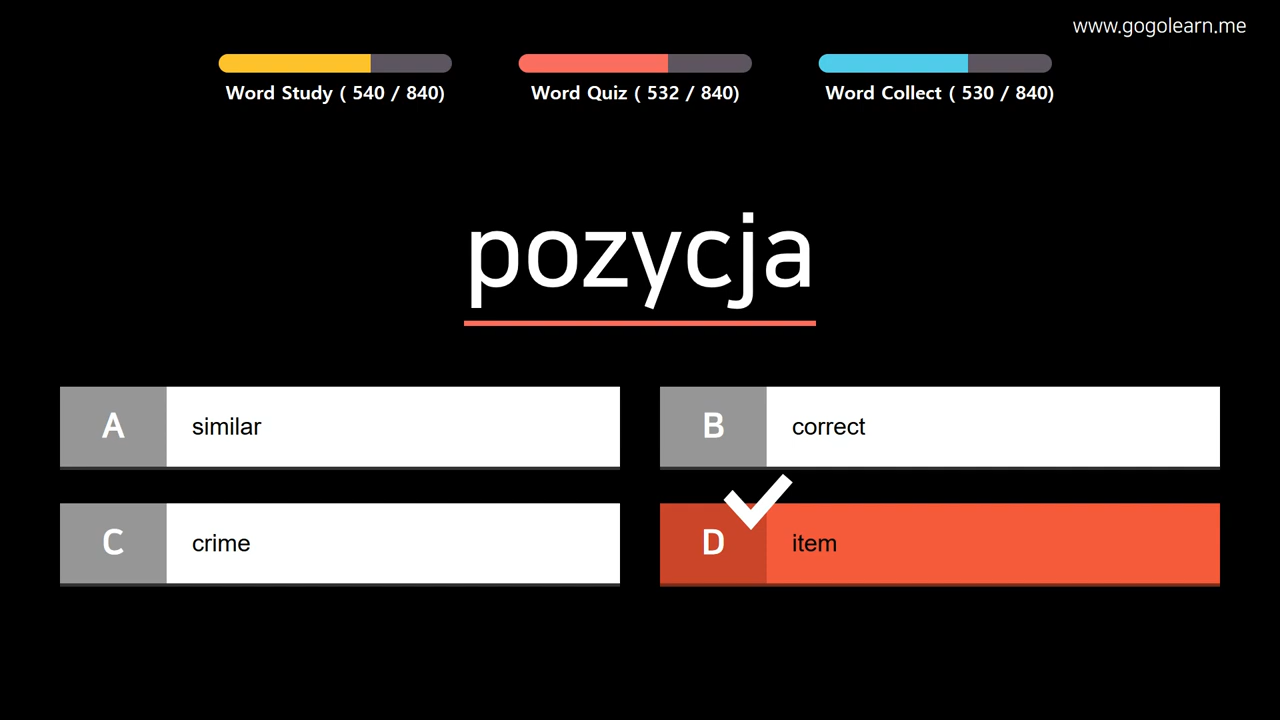 www.gogolearn.me
Word Study ( 540 / 840)
Word Quiz ( 532 / 840)
Word Collect ( 530 / 840)
pozycja
A similar
B correct
C crime
D item